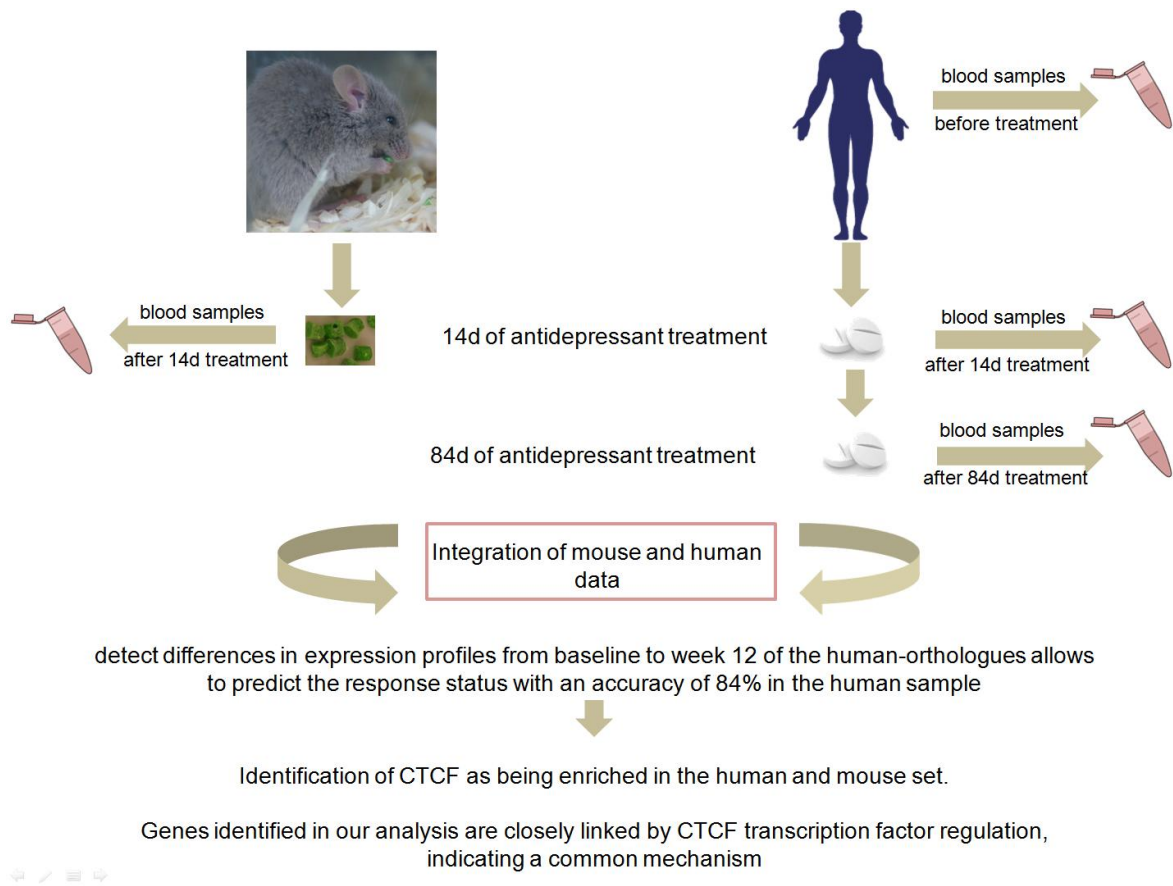 blood samples
before treatment
blood samples
after 14d treatment
14d of antidepressant treatment
blood samples
after 14d treatment
84d of antidepressant treatment
blood samples
after 84d treatment
Integration of mouse and human
data
detect differences in expression profiles from baseline to week 12 of the human-orthologues allows
to predict the response status with an accuracy of 84% in the human sample
Identification of CTCF as being enriched in the human and mouse set.
Genes identified in our analysis are closely linked by CTCF transcription factor regulation,
indicating a common mechanism